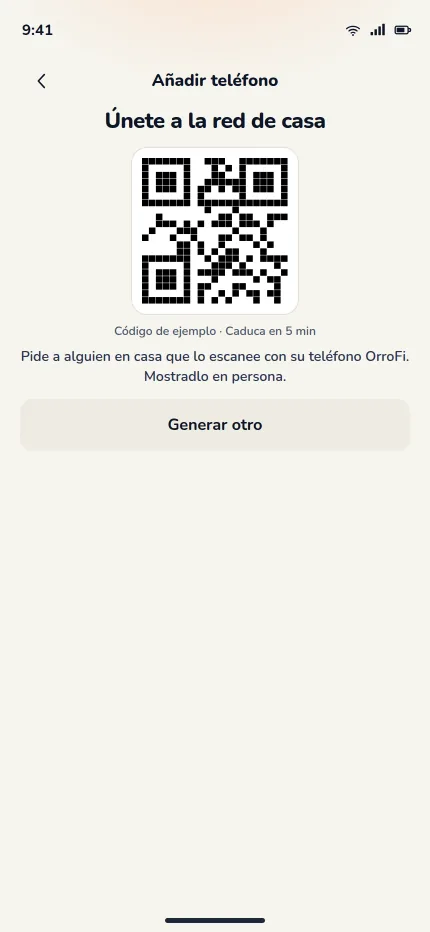 9:41
Añadir teléfono
Únete a la red de casa
Código de ejemplo · Caduca en 5 min
Pide a alguien en casa que lo escanee con su teléfono OrroFi.
Mostradlo en persona.
Generar otro